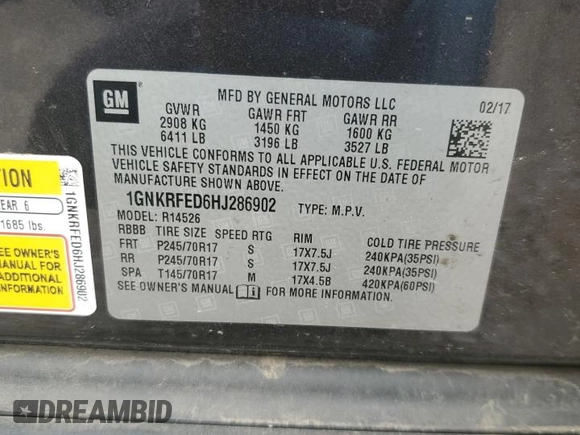 GM
MFD BY GENERAL MOTORS LLC
02/17
GVWR GAWR FRT GAWR RR
2908 KG 1450 KG 1600 KG
6411 LB 3196 LB 3527 LB
THIS VEHICLE CONFORMS TO ALL APPLICABLE U.S. FEDERAL MOTOR
VEHICLE SAFETY STANDARDS IN EFFECT ON THE DATE OF
MANUFACTURE SHOWN ABOVE.
1GNKRFED6HJ286902 TYPE: M.P.V.
MODEL: R14526
RBBB TIRE SIZE SPEED RTG RIM COLD TIRE PRESSURE
FRT P245/70R17 S 17X7.5J 240KPA(35PSI)
RR P245/70R17 S 17X7.5J 240KPA(35PSI)
SPA T145/70R17 M 17X4.5B 420KPA(60PSI)
SEE OWNER'S MANUAL FOR MORE INFORMATION.
TION
EAR 6
1685 lbs.
E OWNER'S
MANUAL FOR
ADDITIONAL
INFORMATION
1GNKRFED6HJ286902
DREAMBID